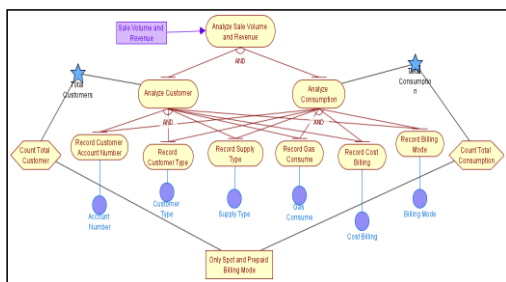 Sale Volume and
Revenue
Analyze Sale Volume
and Revenue
AND
Total
Customers
Analyze Customer
Analyze
Consumption
Total
Consumptio
n
AND
AND
Count Total
Customer
Record Customer
Account Number
Record
Customer Type
Record Supply
Type
Record Gas
Consume
Record Cost
Billing
Record Billing
Mode
Count Total
Consumption
Account
Number
Customer
Type
Supply Type
Gas
Consume
Cost Billing
Billing Mode
Only Spot and Prepaid
Billing Mode